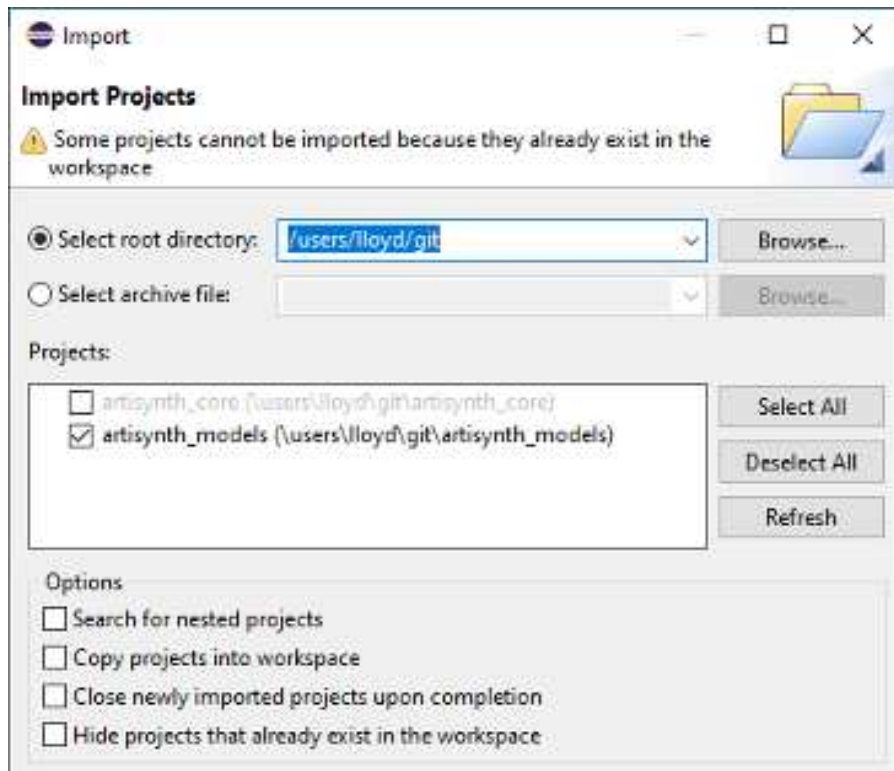 Import
Import Projects
Some projects cannot be imported because they already exist in the
workspace
Select root directory: /users/lloyd/git Browse...
Select archive file: Browse...
Projects:
artisynth_core (\users\lloyd\git\artisynth_core)
artisynth_models (\users\lloyd\git\artisynth_models)
Select All
Deselect All
Refresh
Options
Search for nested projects
Copy projects into workspace
Close newly imported projects upon completion
Hide projects that already exist in the workspace